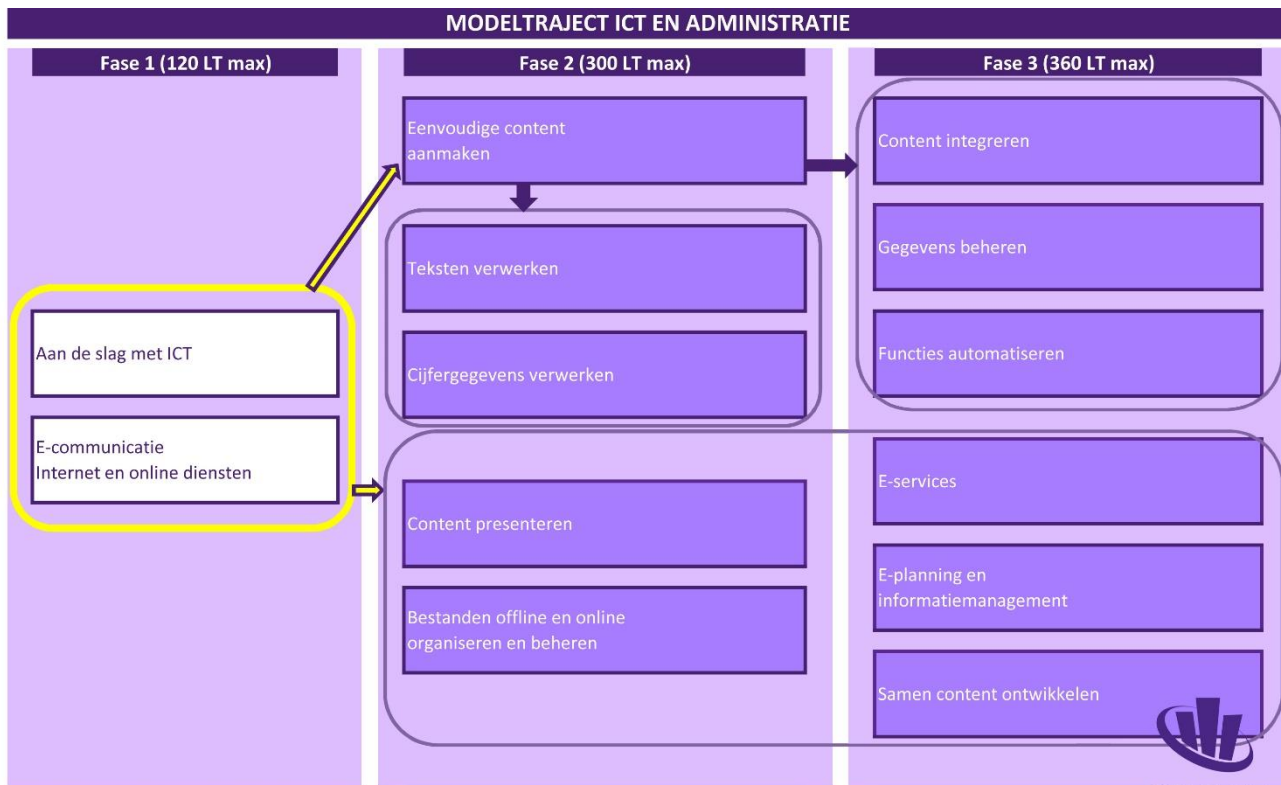 MODELTRAJECT ICT EN ADMINISTRATIE
Fase 1 (120 LT max)
Aan de slag met ICT
E-communicatie
Internet en online diensten
Fase 2 (300 LT max)
Eenvoudige content
aanmaken
Teksten verwerken
Cijfergegevens verwerken
Content presenteren
Bestanden offline en online
organiseren en beheren
Fase 3 (360 LT max)
Content integreren
Gegevens beheren
Functies automatiseren
E-services
E-planning en
informatiemanagement
Samen content ontwikkelen